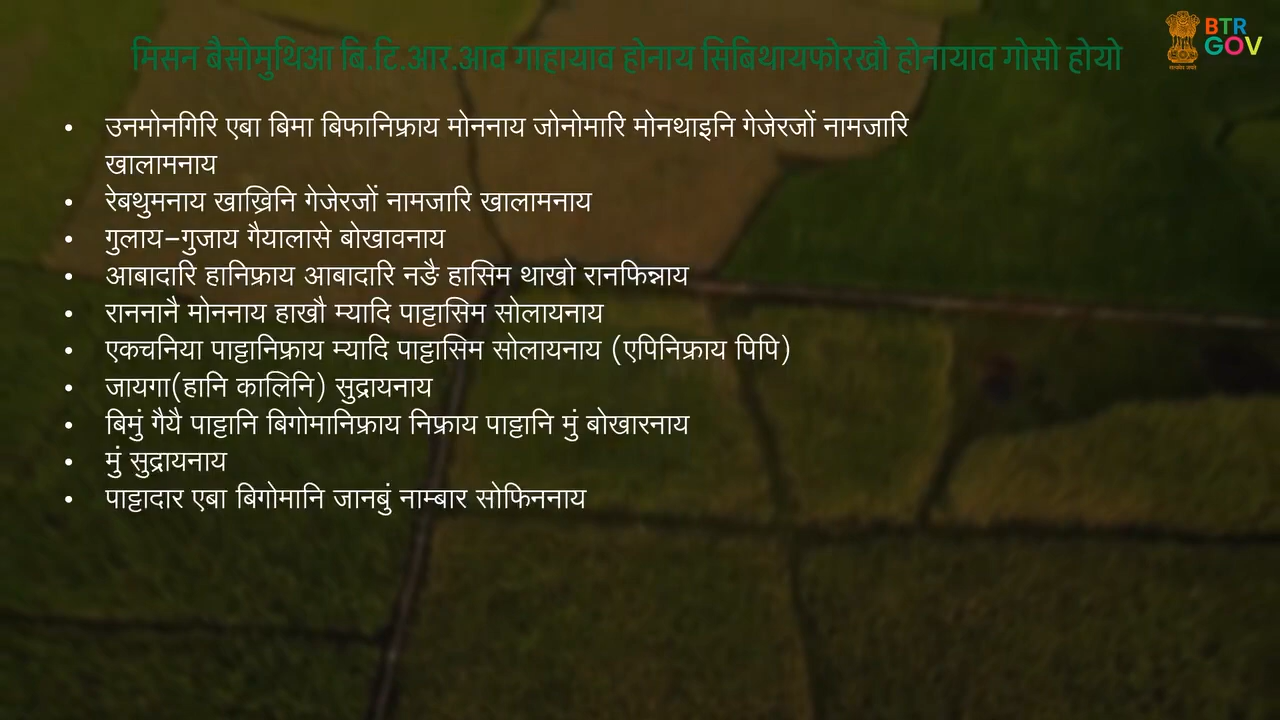 मिसन बैसोमुथिआ बि.टि.आर.आव गाहायाव होनाय सिबिथायफोरखौ होनायाव गोसो होयो
BTR
GOV
• उनमोनगिरि एबा बिमा बिफानिफ्राय मोननाय जोनोमारि मोनथाइनि गेजेरजों नामजारि
खालामनाय
• रेबथुमनाय खाख्रिनि गेजेरजों नामजारि खालामनाय
• गुलाय–गुजाय गैयालासे बोखावनाय
• आबादारि हानिफ्राय आबादारि नङै हासिम थाखो रानफिन्नाय
• राननानै मोननाय हाखौ म्यादि पाट्टासिम सोलायनाय
• एकचनिया पाट्टानिफ्राय म्यादि पाट्टासिम सोलायनाय (एपिनिफ्राय पिपि)
• जायगा(हानि कालिनि) सुद्रायनाय
• बिमुं गैयै पाट्टानि बिगोमानिफ्राय निफ्राय पाट्टानि मुं बोखारनाय
• मुं सुद्रायनाय
• पाट्टादार एबा बिगोमानि जानबुं नाम्बार सोफिननाय